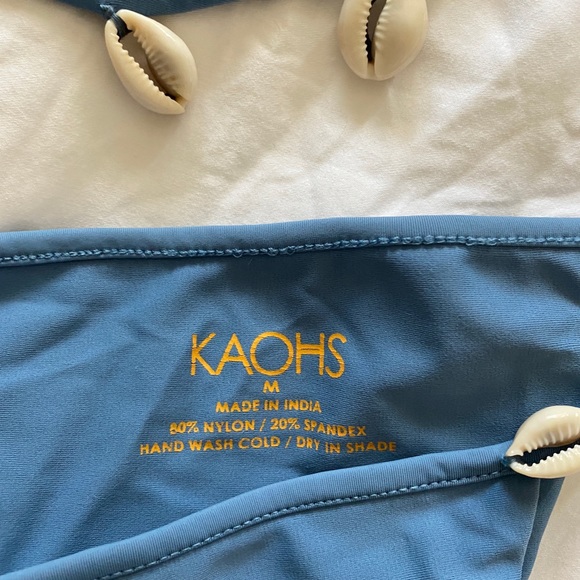 KAOHS
M
MADE IN INDIA
80% NYLON / 20% SPANDEX
HAND WASH COLD / DRY IN SHADE